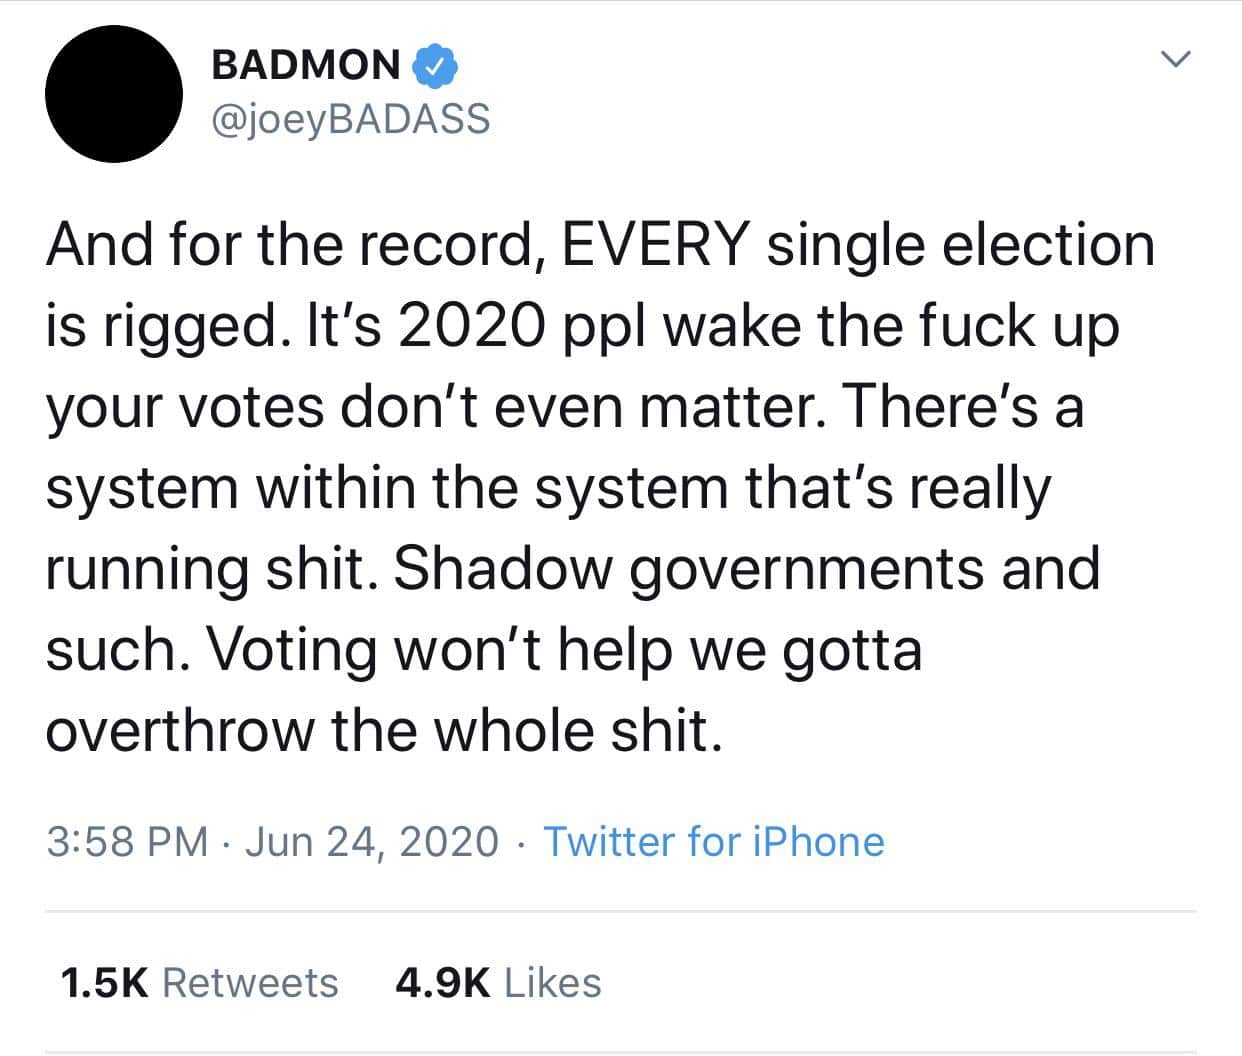 BADMON
@joeyBADASS
And for the record, EVERY single election
is rigged. It’s 2020 ppl wake the fuck up
your votes don’t even matter. There’s a
system within the system that’s really
running shit. Shadow governments and
such. Voting won’t help we gotta
overthrow the whole shit.
3:58 PM · Jun 24, 2020 · Twitter for iPhone
1.5K Retweets 4.9K Likes